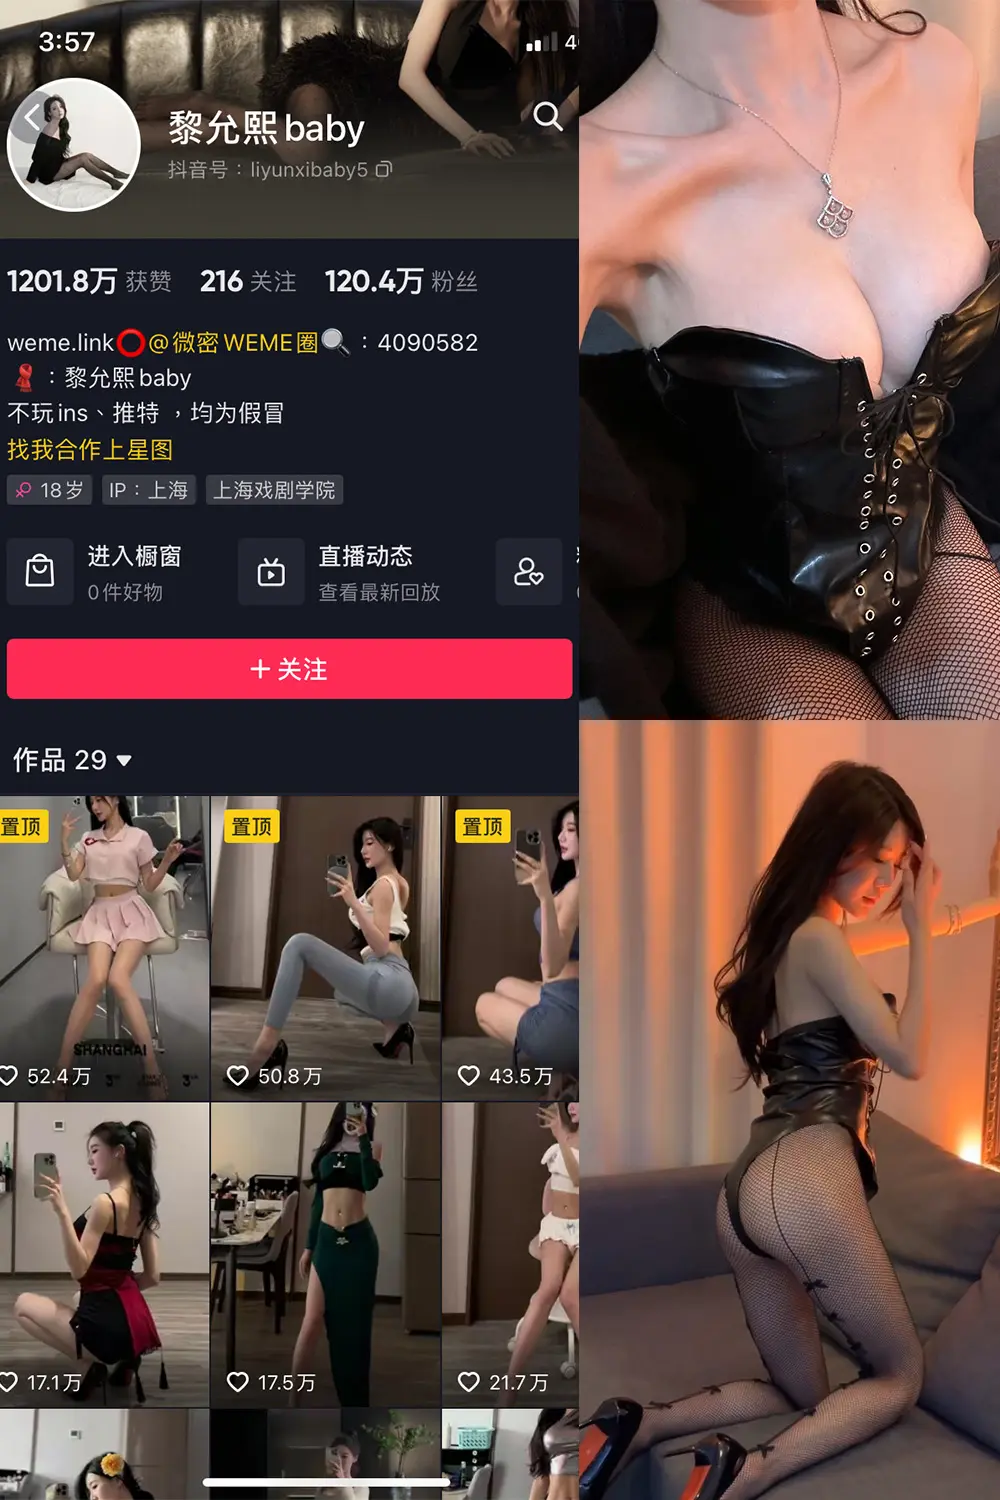 3:57
4
黎允熙baby
抖音号：liyunxibaby5
1201.8万 获赞 216 关注 120.4万 粉丝
weme.link⭕@微密WEME圈🔍：4090582
：黎允熙baby
不玩ins、推特，均为假冒
找我合作上星图
18岁 IP：上海 上海戏剧学院
进入橱窗 直播动态
0件好物 查看最新回放
+ 关注
作品 29
置顶 置顶 置顶
SHANGHAI
52.4万 50.8万 43.5万
17.1万 17.5万 21.7万